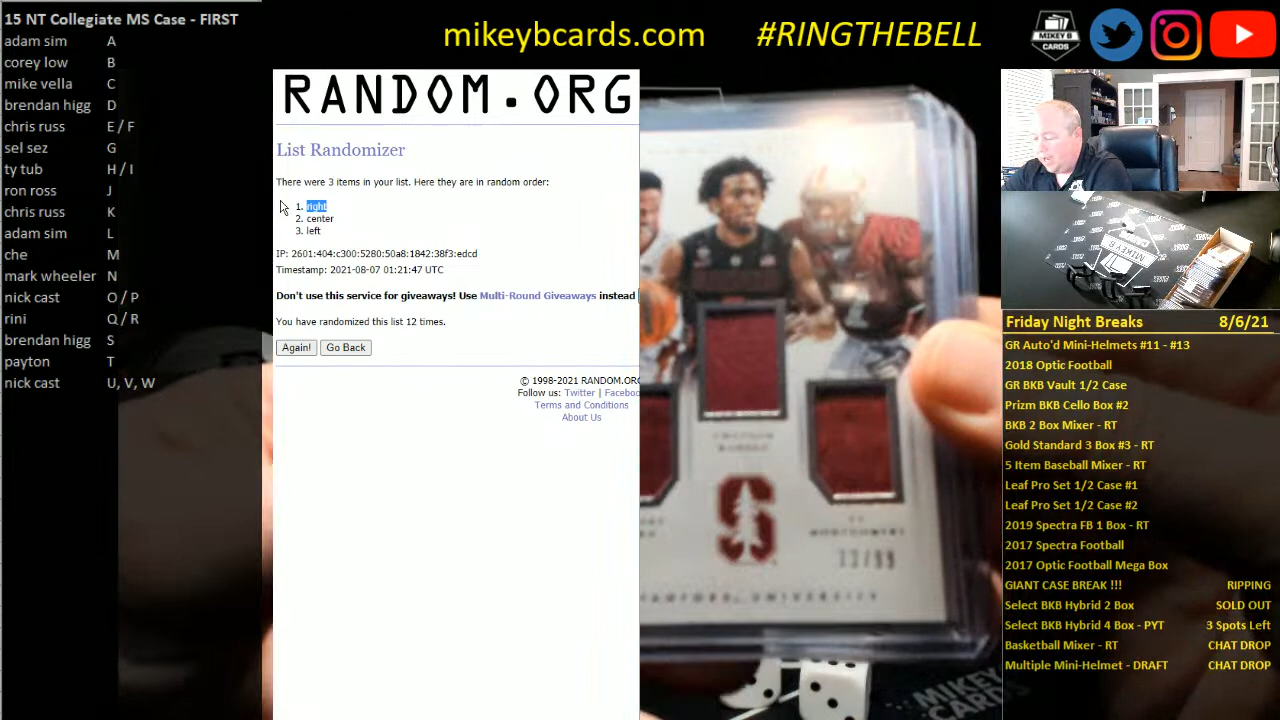 15 NT Collegiate MS Case - FIRST
adam sim A
corey low B
mike vella C
brendan higg D
chris russ E / F
sel sez G
ty tub H / I
ron ross J
chris russ K
adam sim L
che M
mark wheeler N
nick cast O / P
rini Q / R
brendan higg S
payton T
nick cast U, V, W
mikeybcards.com #RINGTHEBELL
MIKEY B
CARDS
RANDOM.ORG
List Randomizer
There were 3 items in your list. Here they are in random order:
1. right
2. center
3. left
IP: 2601:404:c300:5280:50a8:1842:38f3:edcd
Timestamp: 2021-08-07 01:21:47 UTC
Don't use this service for giveaways! Use Multi-Round Giveaways instead
You have randomized this list 12 times.
Again! Go Back
© 1998-2021 RANDOM.ORG
Follow us: Twitter | Faceboo
Terms and Conditions
About Us
S
MONTGOMERY
13/99
MIKEY
CARDS
Friday Night Breaks 8/6/21
GR Auto'd Mini-Helmets #11 - #13
2018 Optic Football
GR BKB Vault 1/2 Case
Prizm BKB Cello Box #2
BKB 2 Box Mixer - RT
Gold Standard 3 Box #3 - RT
5 Item Baseball Mixer - RT
Leaf Pro Set 1/2 Case #1
Leaf Pro Set 1/2 Case #2
2019 Spectra FB 1 Box - RT
2017 Spectra Football
2017 Optic Football Mega Box
GIANT CASE BREAK !!! RIPPING
Select BKB Hybrid 2 Box SOLD OUT
Select BKB Hybrid 4 Box - PYT 3 Spots Left
Basketball Mixer - RT CHAT DROP
Multiple Mini-Helmet - DRAFT CHAT DROP